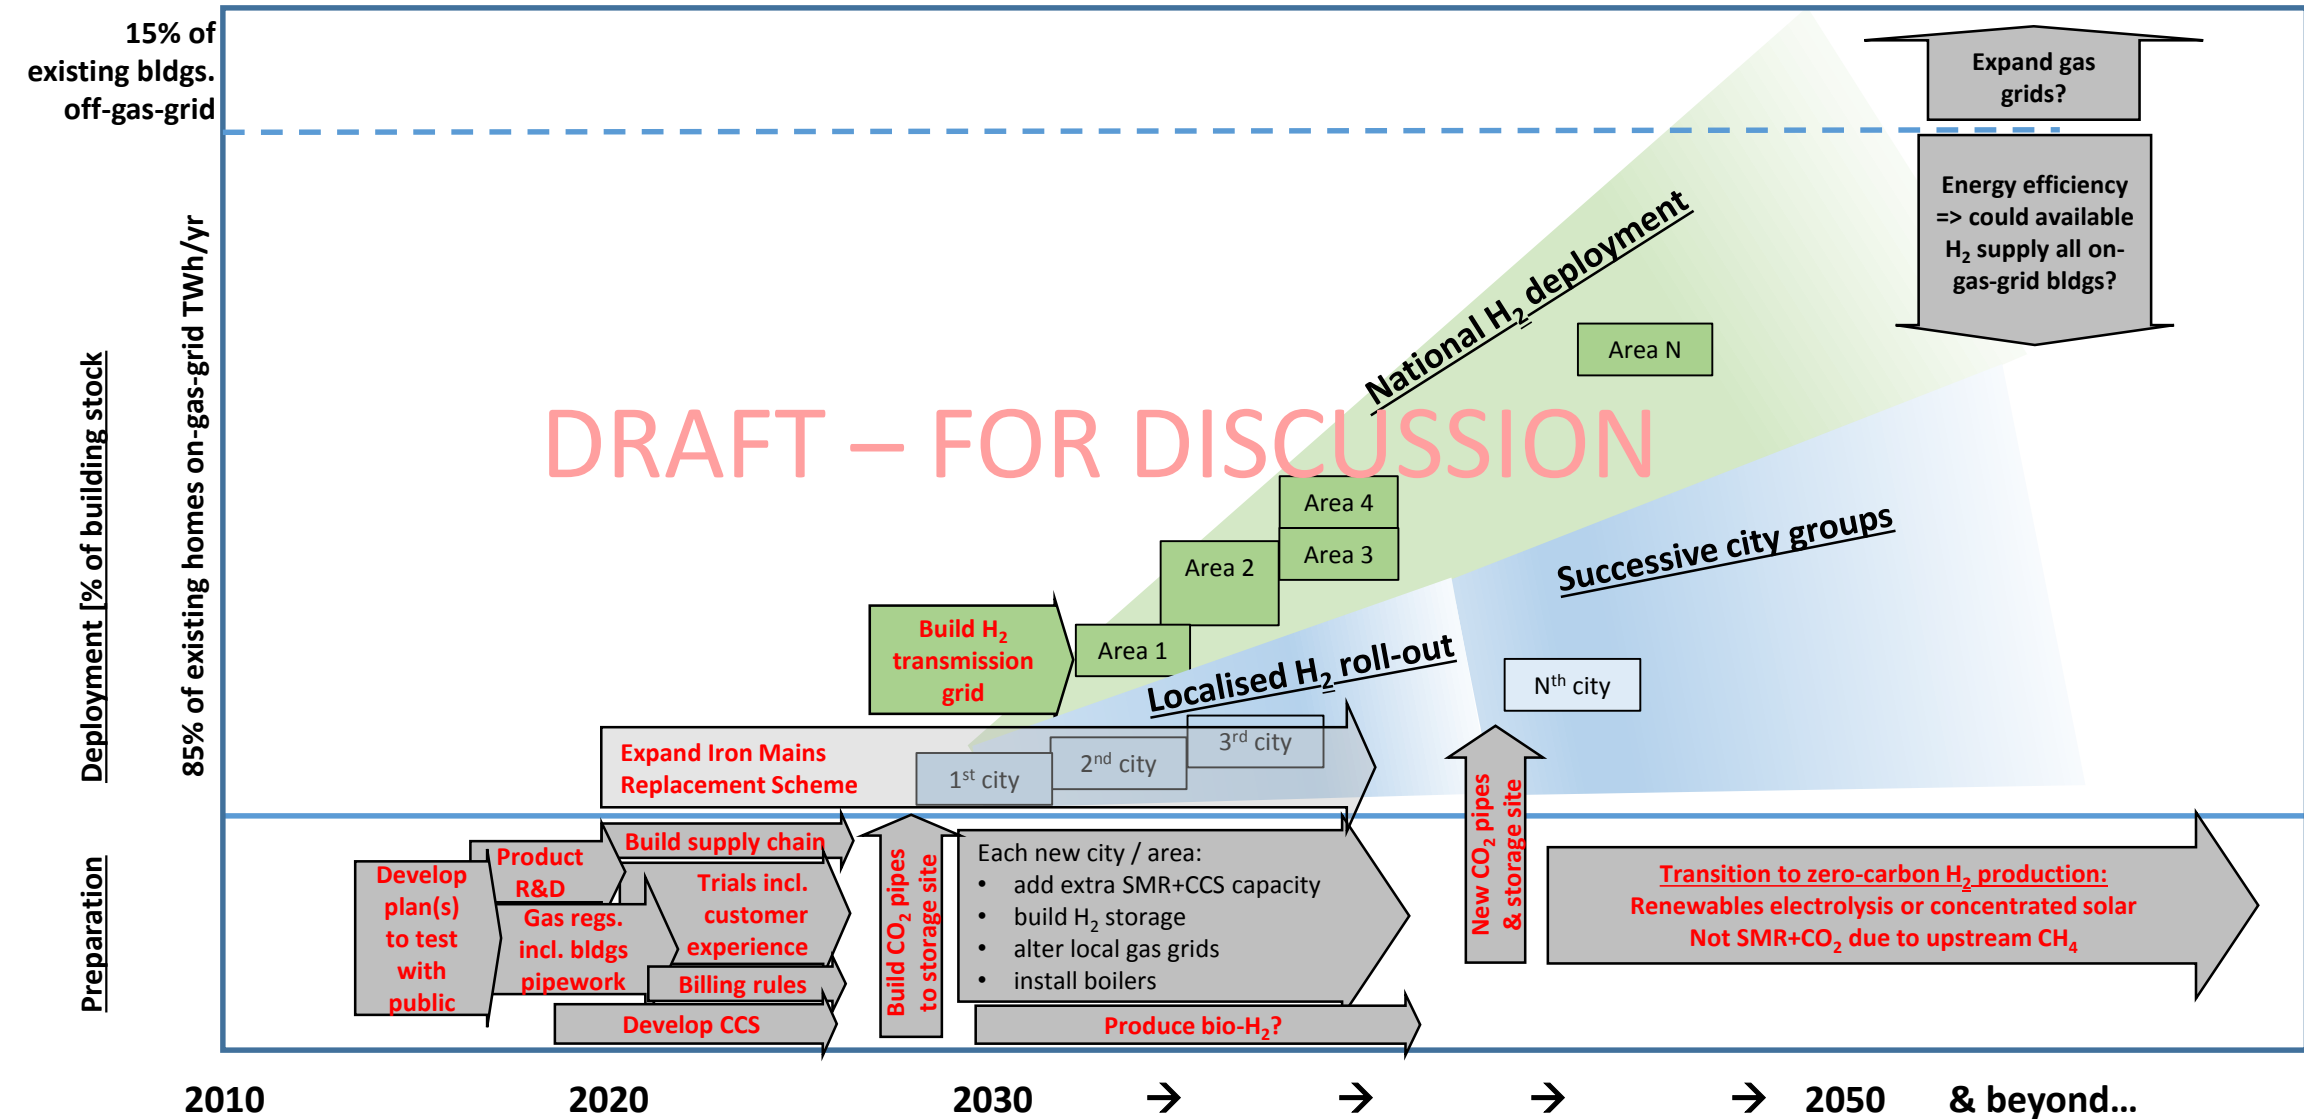 15% of
existing bldgs.
off-gas-grid
Expand gas
grids?
Energy efficiency
=> could available
H₂ supply all on-
gas-grid bldgs?
Deployment [% of building stock
85% of existing homes on-gas-grid TWh/yr
National H₂ deployment
Area N
DRAFT – FOR DISCUSSION
Area 4
Area 3
Area 2
Area 1
Successive city groups
Build H₂
transmission
grid
Localised H₂ roll-out
Nᵗʰ city
Expand Iron Mains
Replacement Scheme
1ˢᵗ city
2ⁿᵈ city
3ʳᵈ city
Preparation
Develop
plan(s)
to test
with
public
Product
R&D
Build supply chain
Gas regs.
incl. bldgs
pipework
Trials incl.
customer
experience
Billing rules
Develop CCS
Build CO₂ pipes
to storage site
Each new city / area:
• add extra SMR+CCS capacity
• build H₂ storage
• alter local gas grids
• install boilers
Produce bio-H₂?
New CO₂ pipes
& storage site
Transition to zero-carbon H₂ production:
Renewables electrolysis or concentrated solar
Not SMR+CO₂ due to upstream CH₄
2010 2020 2030 → → → → 2050 & beyond...